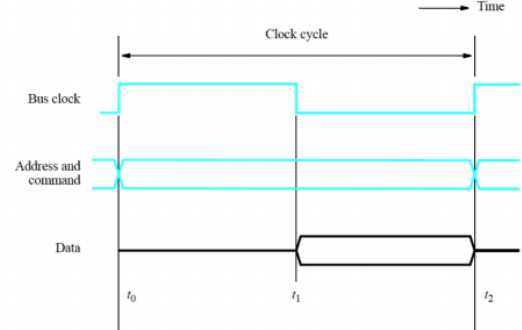 Time
Clock cycle
Bus clock
Address and
command
Data
t0
t1
t2